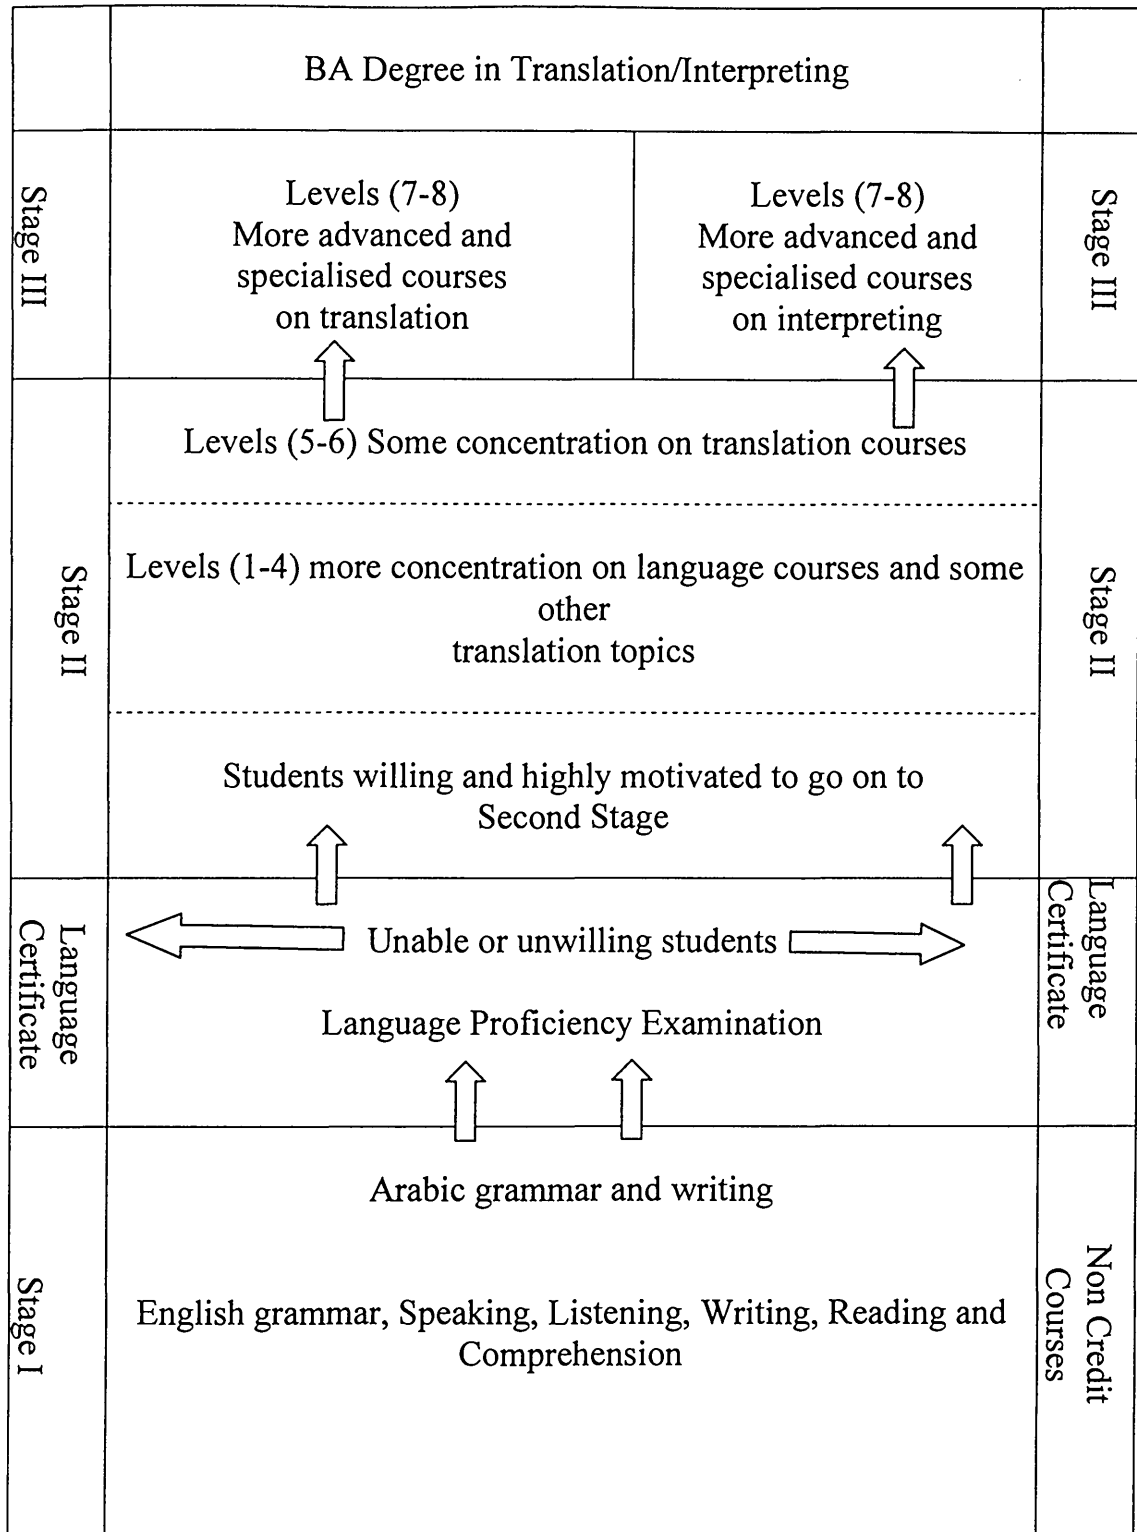 BA Degree in Translation/Interpreting
Stage III
Levels (7-8)
More advanced and
specialised courses
on translation
Levels (7-8)
More advanced and
specialised courses
on interpreting
Stage III
Levels (5-6) Some concentration on translation courses
Stage II
Levels (1-4) more concentration on language courses and some
other
translation topics
Stage II
Students willing and highly motivated to go on to
Second Stage
Language
Certificate
Unable or unwilling students
Language Proficiency Examination
Language
Certificate
Stage I
Arabic grammar and writing
English grammar, Speaking, Listening, Writing, Reading and
Comprehension
Non Credit
Courses